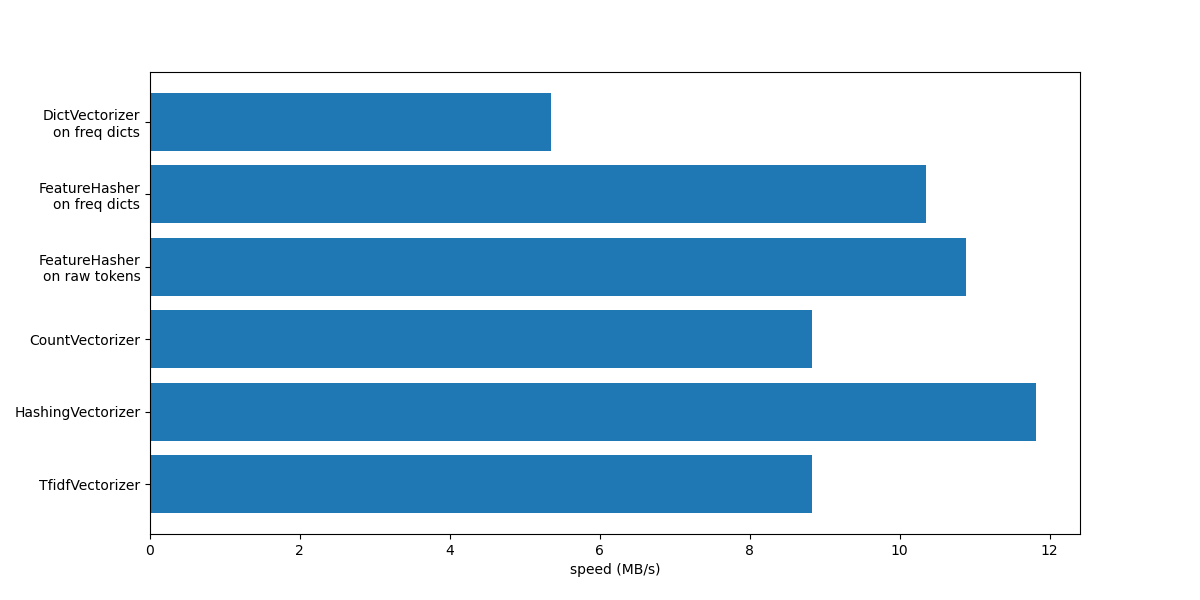 DictVectorizer
on freq dicts
FeatureHasher
on freq dicts
FeatureHasher
on raw tokens
CountVectorizer
HashingVectorizer
TfidfVectorizer
0 2 4 6 8 10 12
speed (MB/s)